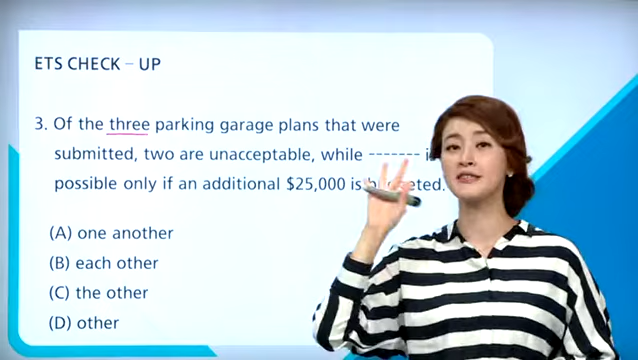 ETS CHECK – UP
3. Of the three parking garage plans that were
submitted, two are unacceptable, while ------- i
possible only if an additional $25,000 is budgeted.
(A) one another
(B) each other
(C) the other
(D) other